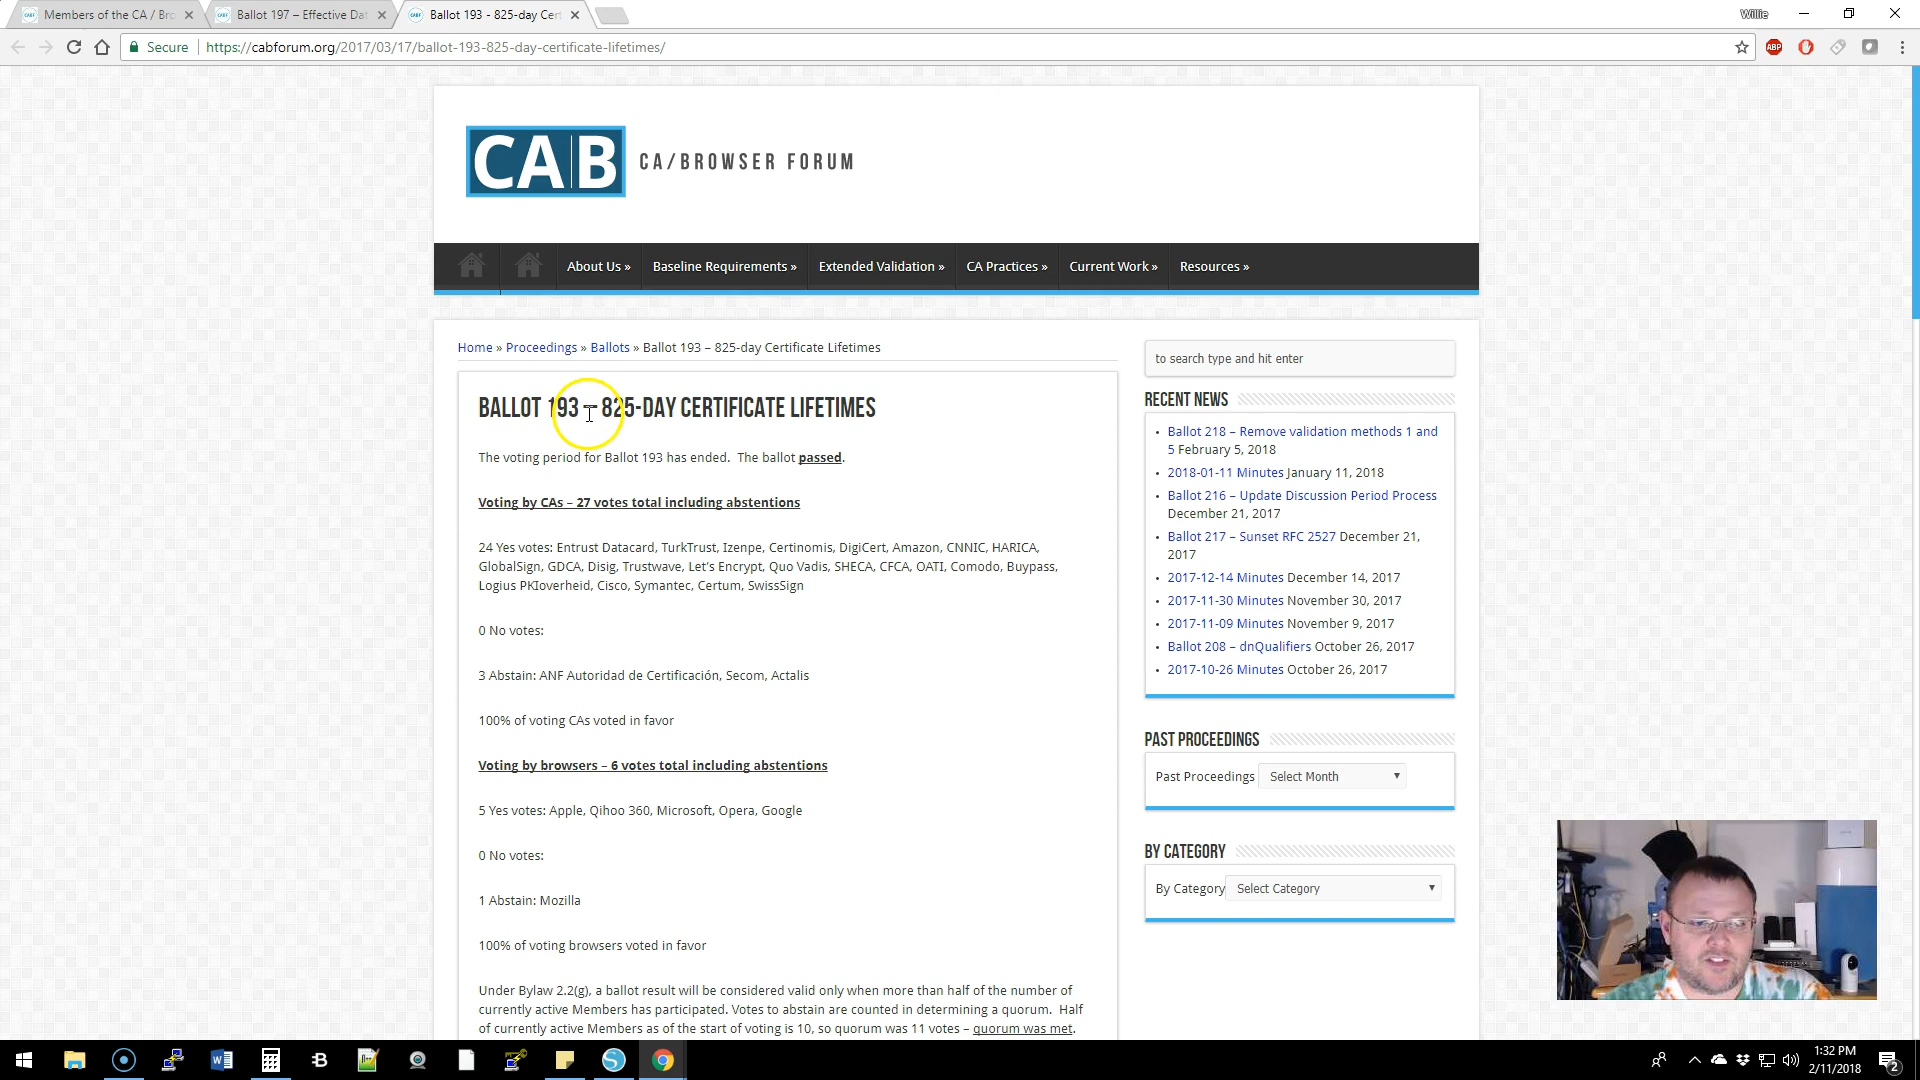 Members of the CA / Bro
Ballot 197 – Effective Dat
Ballot 193 - 825-day Cert
Willie
Secure
https://cabforum.org/2017/03/17/ballot-193-825-day-certificate-lifetimes/
ABP
CA|B
CA/BROWSER FORUM
About Us »
Baseline Requirements »
Extended Validation »
CA Practices »
Current Work »
Resources »
Home » Proceedings » Ballots » Ballot 193 – 825-day Certificate Lifetimes
BALLOT 193 – 825-DAY CERTIFICATE LIFETIMES
The voting period for Ballot 193 has ended.  The ballot passed.
Voting by CAs – 27 votes total including abstentions
24 Yes votes: Entrust Datacard, TurkTrust, Izenpe, Certinomis, DigiCert, Amazon, CNNIC, HARICA,
GlobalSign, GDCA, Disig, Trustwave, Let's Encrypt, Quo Vadis, SHECA, CFCA, OATI, Comodo, Buypass,
Logius PKIoverheid, Cisco, Symantec, Certum, SwissSign
0 No votes:
3 Abstain: ANF Autoridad de Certificación, Secom, Actalis
100% of voting CAs voted in favor
Voting by browsers – 6 votes total including abstentions
5 Yes votes: Apple, Qihoo 360, Microsoft, Opera, Google
0 No votes:
1 Abstain: Mozilla
100% of voting browsers voted in favor
Under Bylaw 2.2(g), a ballot result will be considered valid only when more than half of the number of
currently active Members has participated. Votes to abstain are counted in determining a quorum.  Half
of currently active Members as of the start of voting is 10, so quorum was 11 votes – quorum was met.
to search type and hit enter
RECENT NEWS
Ballot 218 – Remove validation methods 1 and
5 February 5, 2018
2018-01-11 Minutes January 11, 2018
Ballot 216 – Update Discussion Period Process
December 21, 2017
Ballot 217 – Sunset RFC 2527 December 21,
2017
2017-12-14 Minutes December 14, 2017
2017-11-30 Minutes November 30, 2017
2017-11-09 Minutes November 9, 2017
Ballot 208 – dnQualifiers October 26, 2017
2017-10-26 Minutes October 26, 2017
PAST PROCEEDINGS
Past Proceedings
Select Month
BY CATEGORY
By Category
Select Category
1:32 PM
2/11/2018
2